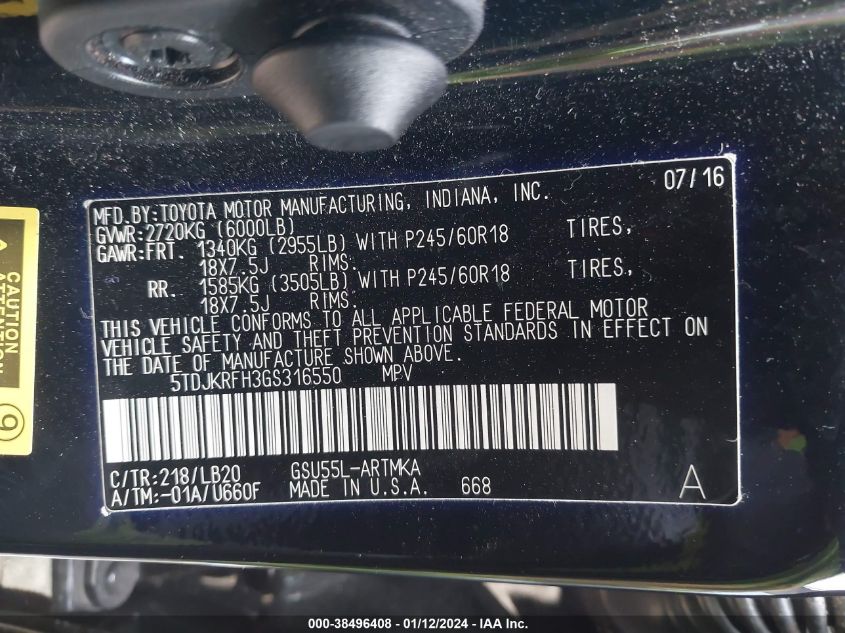 07/16
MFD.BY:TOYOTA MOTOR MANUFACTURING, INDIANA, INC.
GVWR:2720KG (6000LB)
GAWR:FRT. 1340KG (2955LB) WITH P245/60R18 TIRES,
18X7.5J RIMS.
RR. 1585KG (3505LB) WITH P245/60R18 TIRES,
18X7.5J RIMS.
THIS VEHICLE CONFORMS TO ALL APPLICABLE FEDERAL MOTOR
VEHICLE SAFETY AND THEFT PREVENTION STANDARDS IN EFFECT ON
THE DATE OF MANUFACTURE SHOWN ABOVE.
5TDJKRFH3GS316550 MPV
C/TR:218/LB20 GSU55L-ARTMKA
A/TM:-01A/U660F MADE IN U.S.A. 668 A
CAUTION
ATTENTION
9
000-38496408 - 01/12/2024 - IAA Inc.